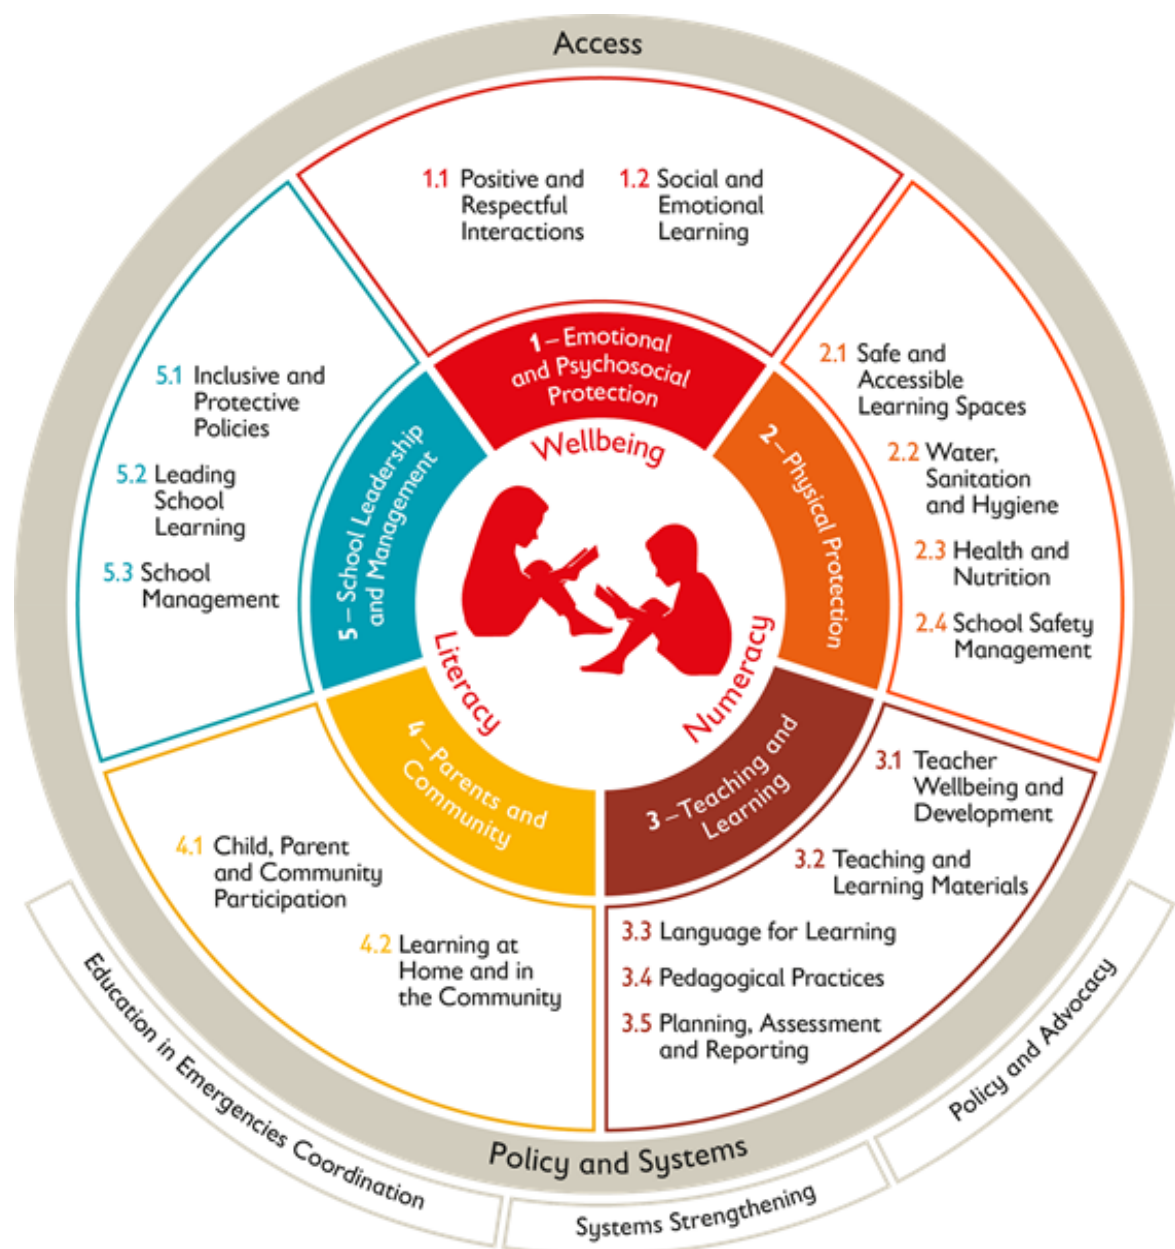 Access
1.1 Positive and
Respectful
Interactions
1.2 Social and
Emotional
Learning
1 – Emotional
and Psychosocial
Protection
2.1 Safe and
Accessible
Learning Spaces
2.2 Water,
Sanitation
and Hygiene
2.3 Health and
Nutrition
2.4 School Safety
Management
2 – Physical Protection
3.1 Teacher
Wellbeing and
Development
3.2 Teaching and
Learning Materials
3.3 Language for Learning
3.4 Pedagogical Practices
3.5 Planning, Assessment
and Reporting
3 – Teaching and
Learning
4 – Parents and
Community
4.1 Child, Parent
and Community
Participation
4.2 Learning at
Home and in
the Community
5 – School Leadership
and Management
5.1 Inclusive and
Protective
Policies
5.2 Leading
School
Learning
5.3 School
Management
Wellbeing
Literacy
Numeracy
Policy and Systems
Education in Emergencies Coordination
Systems Strengthening
Policy and Advocacy